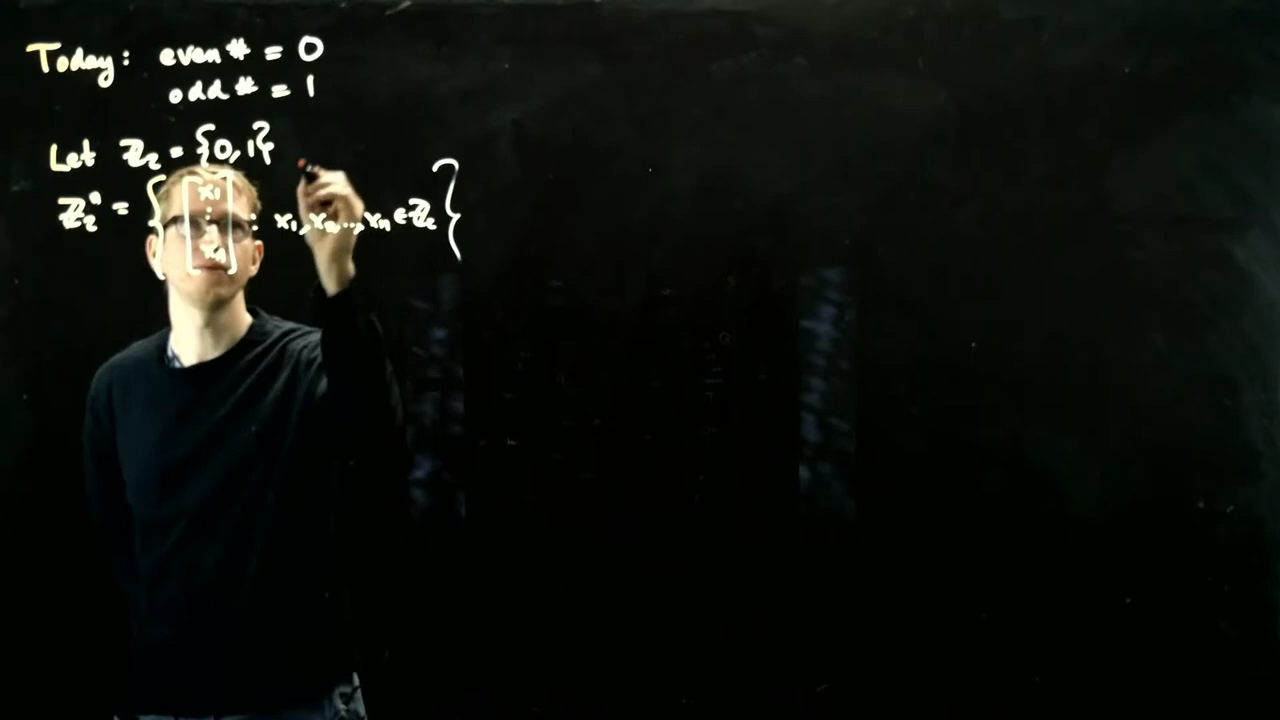 Today: even # = 0
odd # = 1
Let ℤ₂ = {0,1}
ℤ₂ⁿ = { [x₁ ⋮ xₙ] : x₁, x₂, ..., xₙ ∈ ℤ₂ }